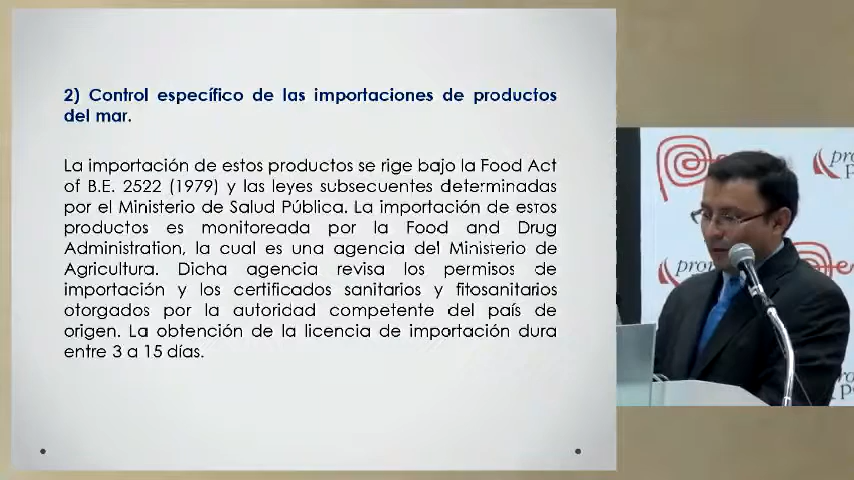 2) Control específico de las importaciones de productos
del mar.
La importación de estos productos se rige bajo la Food Act
of B.E. 2522 (1979) y las leyes subsecuentes determinadas
por el Ministerio de Salud Pública. La importación de estos
productos es monitoreada por la Food and Drug
Administration, la cual es una agencia del Ministerio de
Agricultura. Dicha agencia revisa los permisos de
importación y los certificados sanitarios y fitosanitarios
otorgados por la autoridad competente del país de
origen. La obtención de la licencia de importación dura
entre 3 a 15 días.